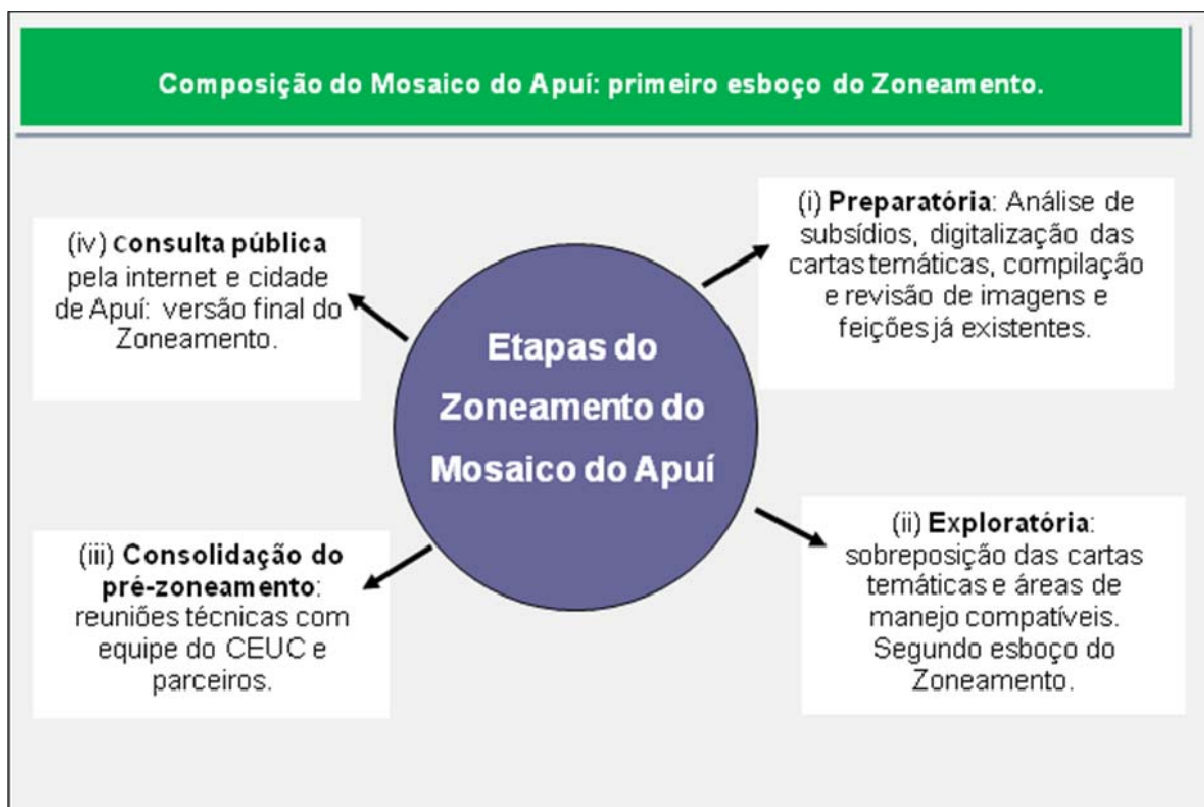 Composição do Mosaico do Apuí: primeiro esboço do Zoneamento.
(i) Preparatória: Análise de
subsídios, digitalização das
cartas temáticas, compilação
e revisão de imagens e
feições já existentes.
(ii) Exploratória:
sobreposição das cartas
temáticas e áreas de
manejo compatíveis.
Segundo esboço do
Zoneamento.
(iii) Consolidação do
pré-zoneamento:
reuniões técnicas com
equipe do CEUC e
parceiros.
(iv) Consulta pública
pela internet e cidade
de Apuí: versão final do
Zoneamento.
Etapas do
Zoneamento do
Mosaico do Apuí